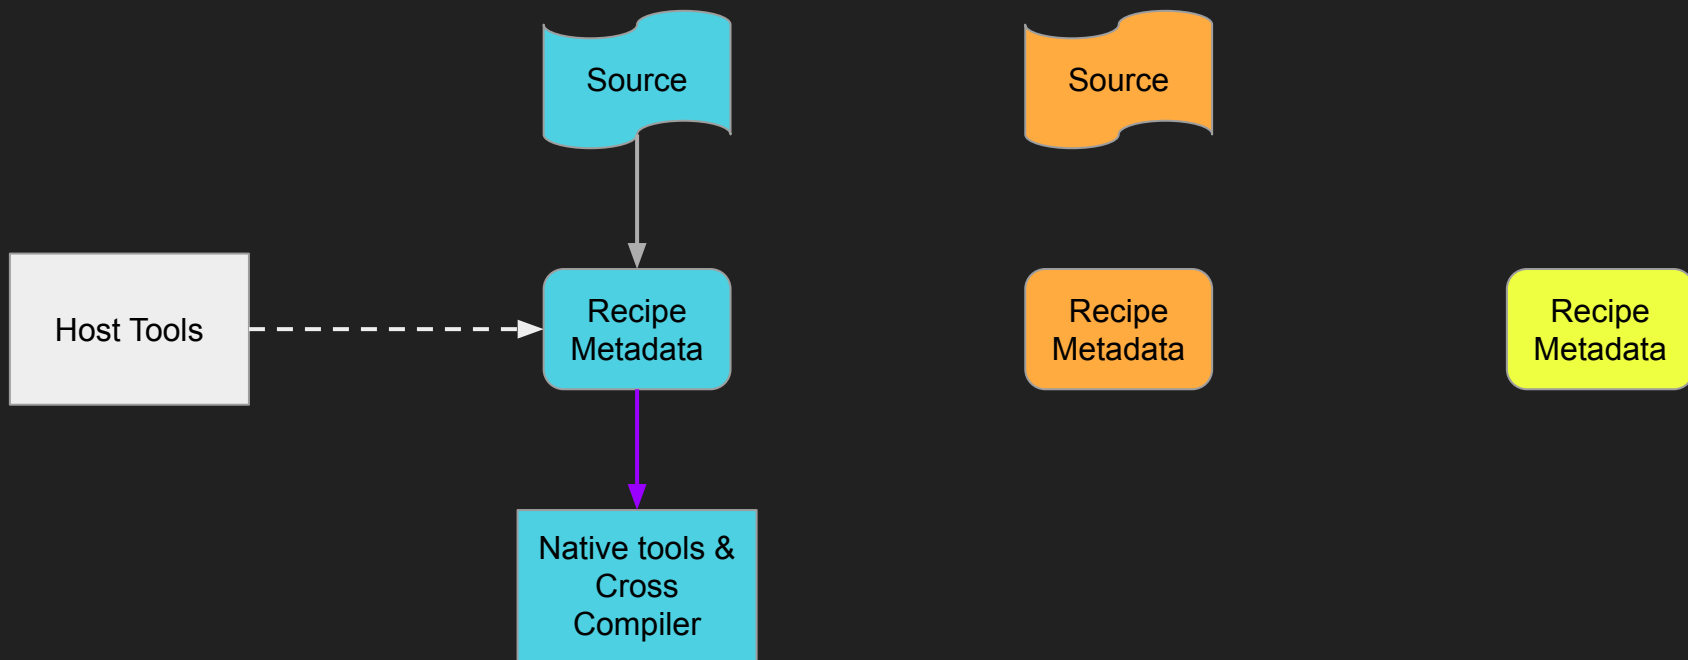 Source
Source
Host Tools
Recipe
Metadata
Recipe
Metadata
Recipe
Metadata
Native tools &
Cross
Compiler